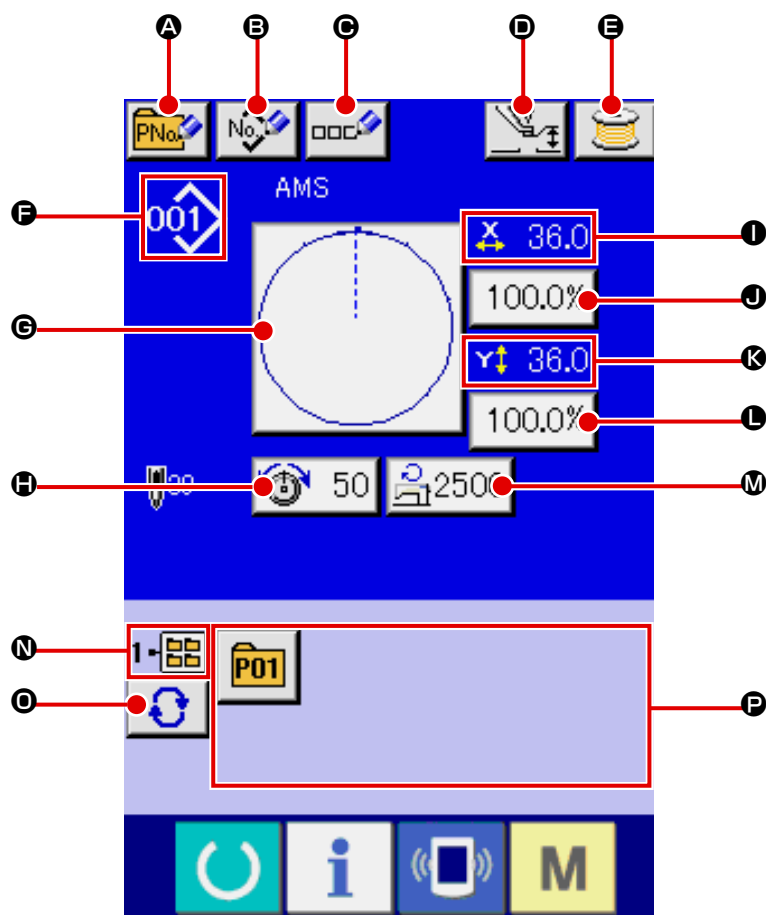 A B C D E
PNo. No.
AMS
F 001
X 36.0 I
100.0% J
G
Y 36.0 K
100.0% L
H 50 2500 M
N 1
P01
O P
i M